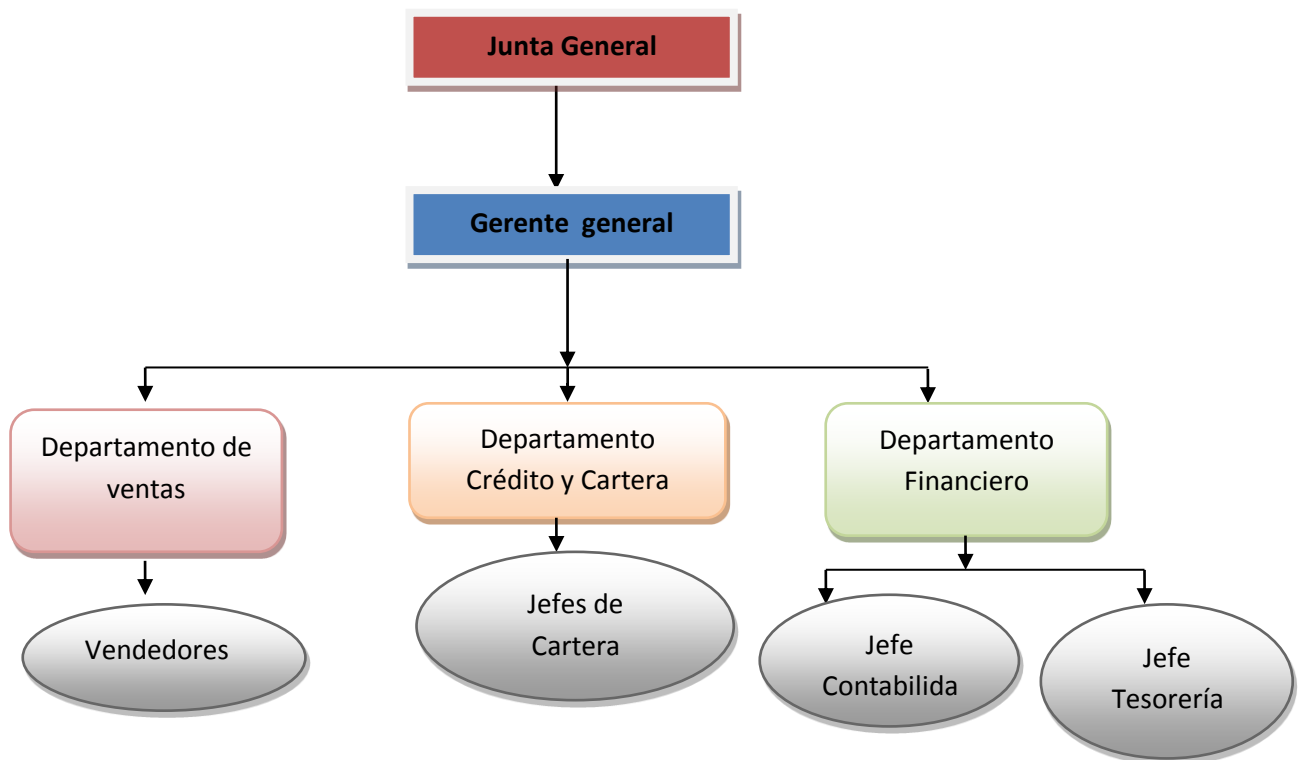 Junta General
Gerente general
Departamento de
ventas
Departamento
Crédito y Cartera
Departamento
Financiero
Vendedores
Jefes de
Cartera
Jefe
Contabilida
Jefe
Tesorería